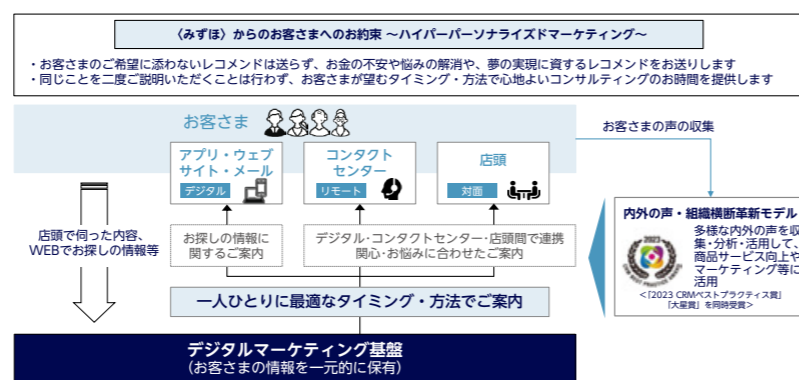 〈みずほ〉からのお客さまへのお約束 ～ハイパーパーソナライズドマーケティング～
・お客さまのご希望に添わないレコメンドは送らず、お金の不安や悩みの解消や、夢の実現に資するレコメンドをお送りします
・同じことを二度ご説明いただくことは行わず、お客さまが望むタイミング・方法で心地よいコンサルティングのお時間を提供します
お客さま
お客さまの声の収集
アプリ・ウェブ
サイト・メール
デジタル
コンタクト
センター
リモート
店頭
対面
店頭で伺った内容、
WEBでお探しの情報等
お探しの情報に
関するご案内
デジタル・コンタクトセンター・店頭間で連携
関心・お悩みに合わせたご案内
内外の声・組織横断革新モデル
多様な内外の声を収
集・分析・活用して、
商品サービス向上や
マーケティング等に
活用
＜「2023 CRMベストプラクティス賞」
「大星賞」を同時受賞＞
2023
一人ひとりに最適なタイミング・方法でご案内
デジタルマーケティング基盤
（お客さまの情報を一元的に保有）